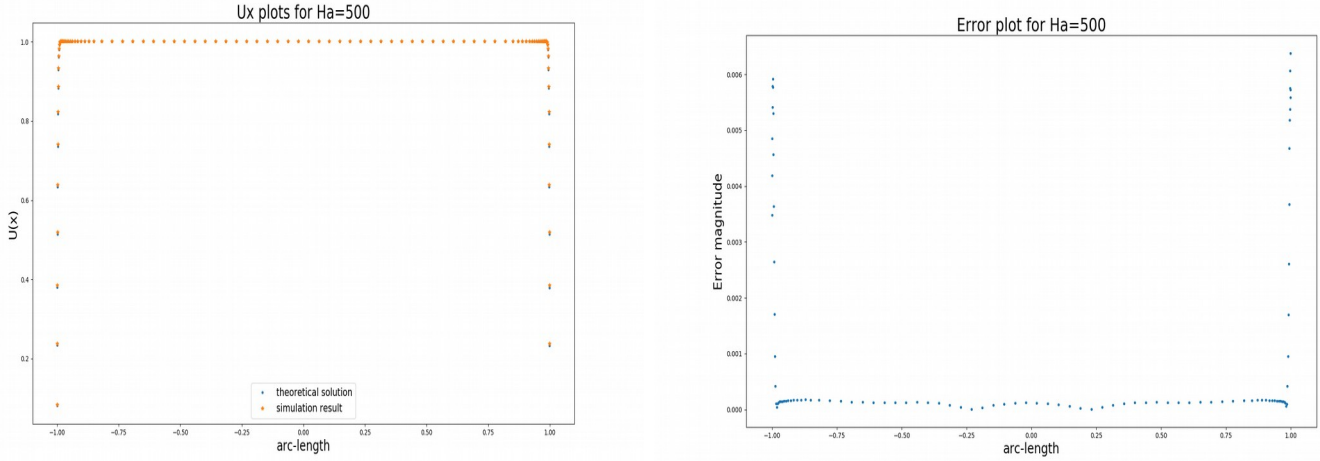 Ux plots for Ha=500
U(x)
1.0
0.8
0.6
0.4
0.2
theoretical solution
simulation result
−1.00 −0.75 −0.50 −0.25 0.00 0.25 0.50 0.75 1.00
arc-length
Error plot for Ha=500
Error magnitude
0.006
0.005
0.004
0.003
0.002
0.001
0.000
−1.00 −0.75 −0.50 −0.25 0.00 0.25 0.50 0.75 1.00
arc-length